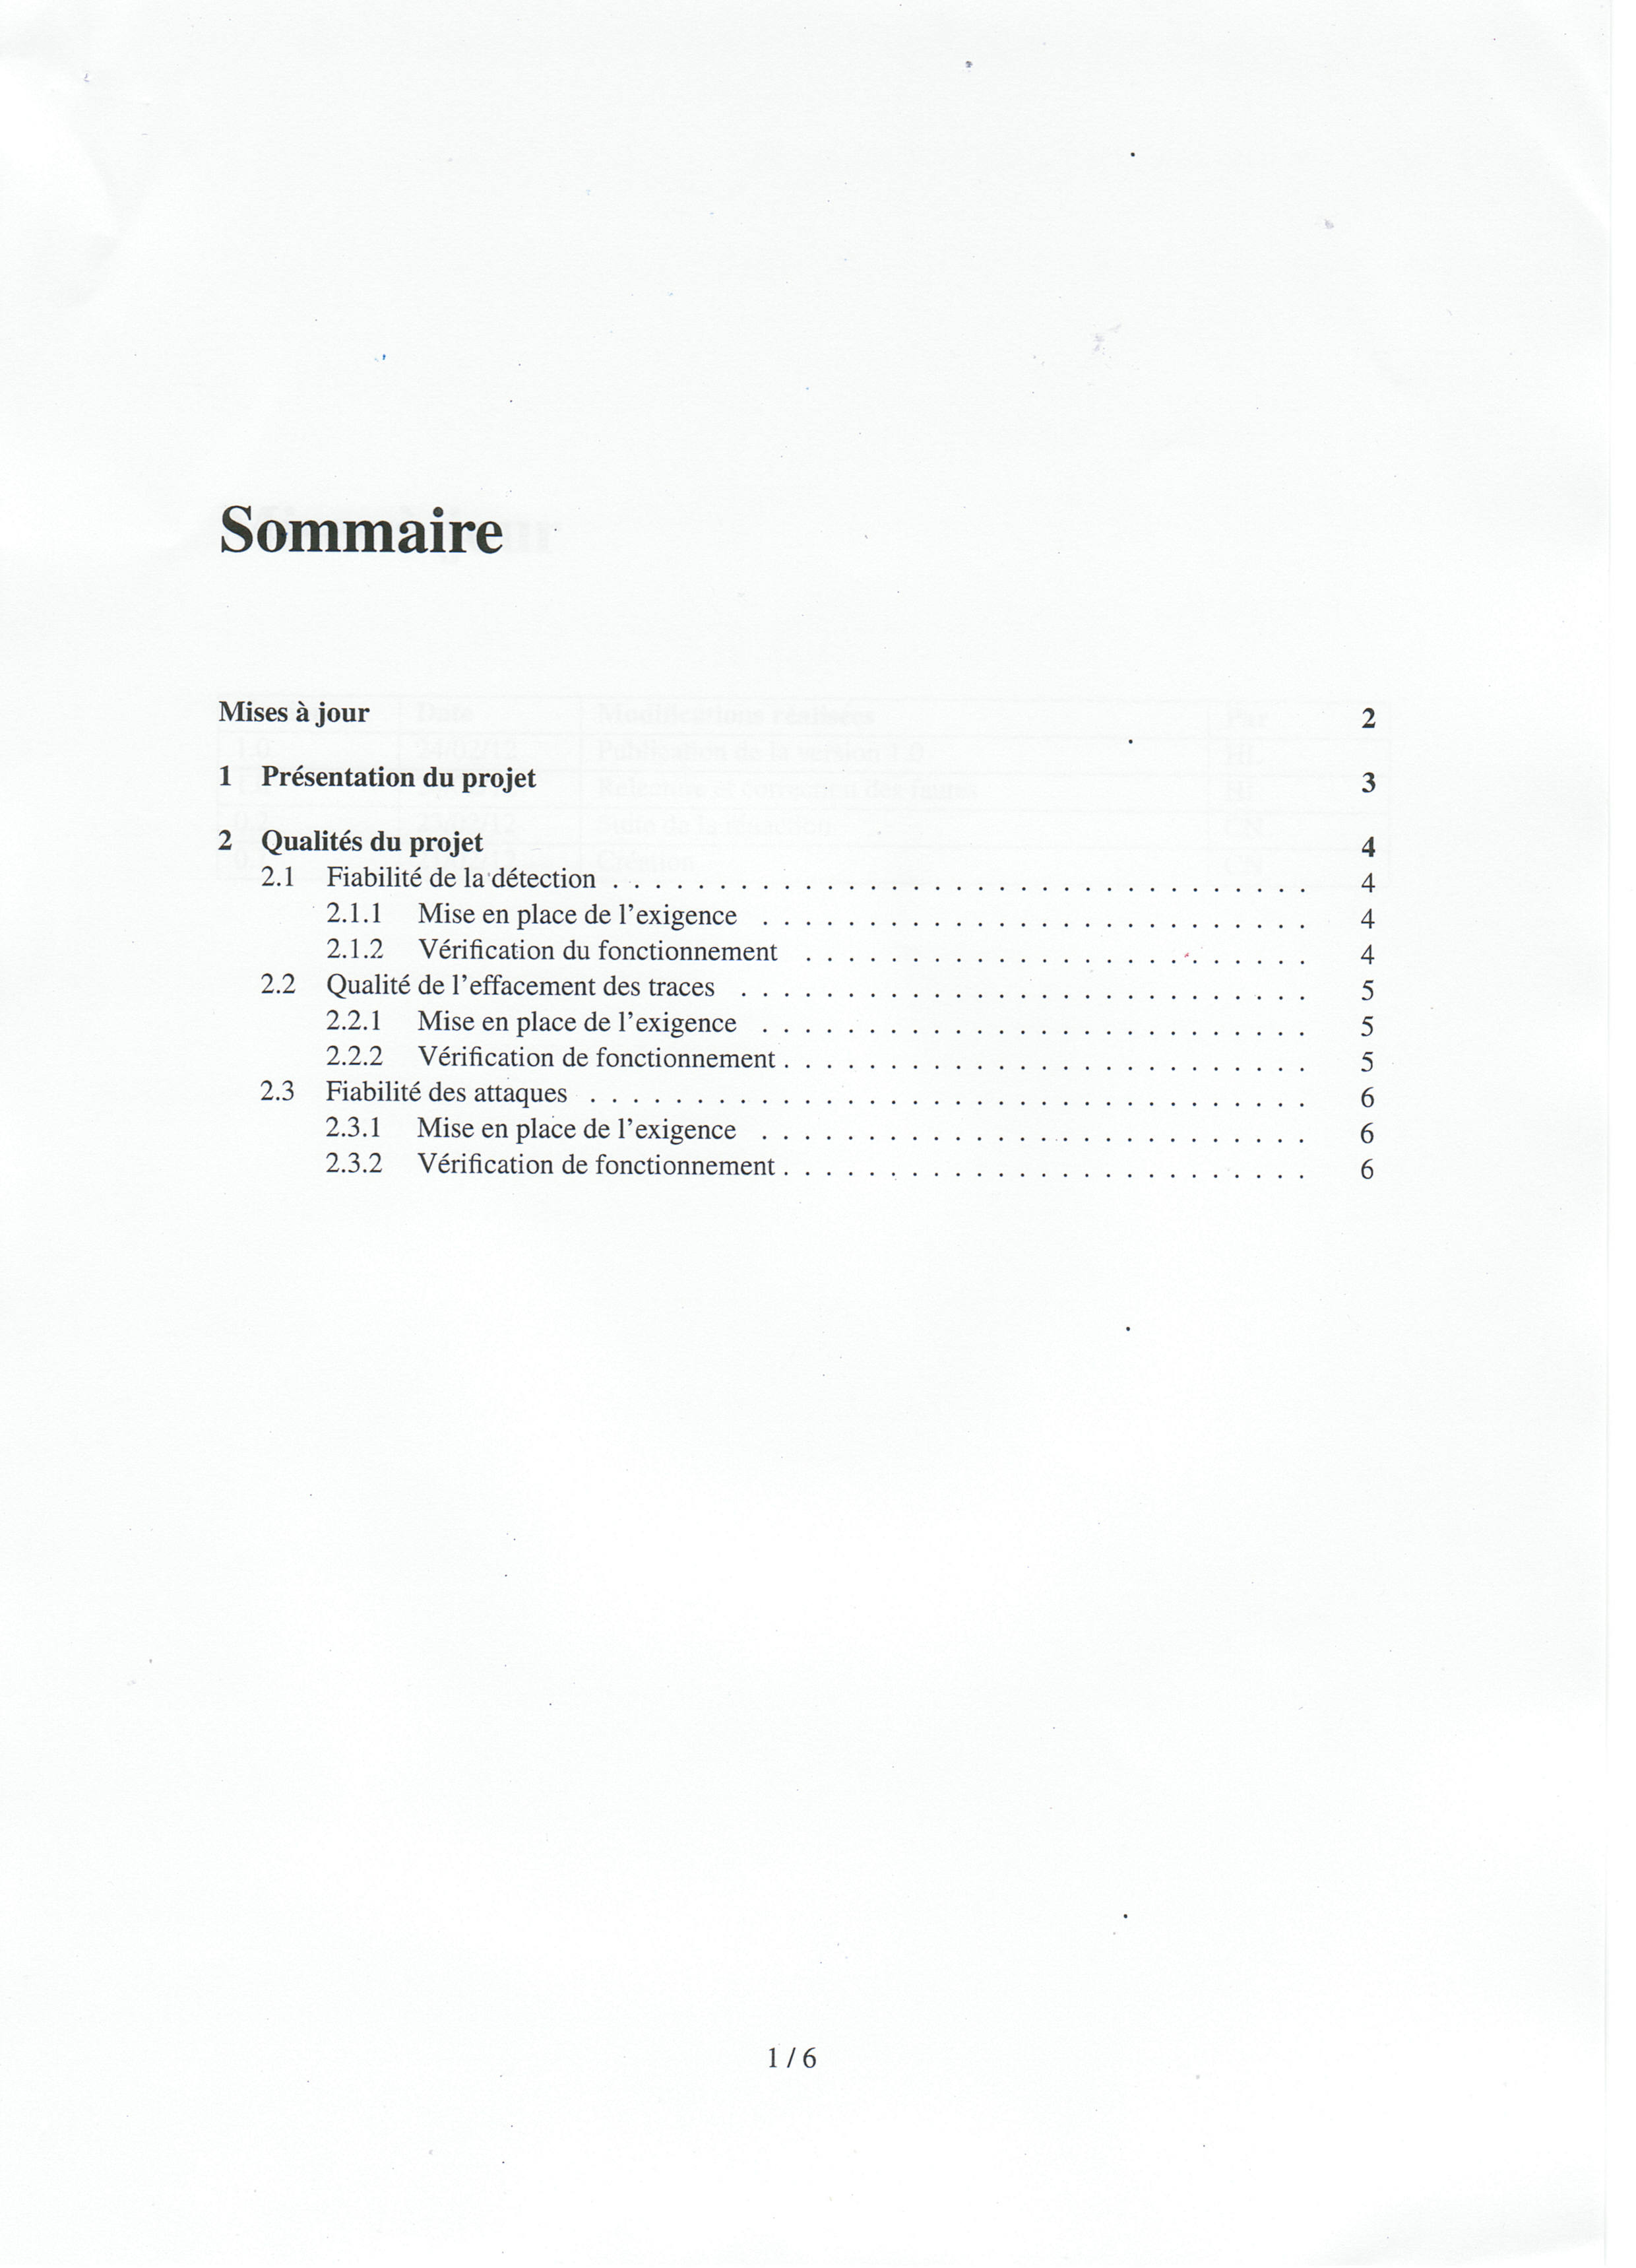 Sommaire
Mises à jour 2
1 Présentation du projet 3
2 Qualités du projet 4
2.1 Fiabilité de la détection . . . . . . . . . . . . . . . . . . . . . . . . . . . . . . . . . 4
2.1.1 Mise en place de l'exigence . . . . . . . . . . . . . . . . . . . . . . . . . . 4
2.1.2 Vérification du fonctionnement . . . . . . . . . . . . . . . . . . . . . . . . 4
2.2 Qualité de l'effacement des traces . . . . . . . . . . . . . . . . . . . . . . . . . . . 5
2.2.1 Mise en place de l'exigence . . . . . . . . . . . . . . . . . . . . . . . . . . 5
2.2.2 Vérification de fonctionnement . . . . . . . . . . . . . . . . . . . . . . . . . 5
2.3 Fiabilité des attaques . . . . . . . . . . . . . . . . . . . . . . . . . . . . . . . . . . 6
2.3.1 Mise en place de l'exigence . . . . . . . . . . . . . . . . . . . . . . . . . . 6
2.3.2 Vérification de fonctionnement . . . . . . . . . . . . . . . . . . . . . . . . . 6
1 / 6